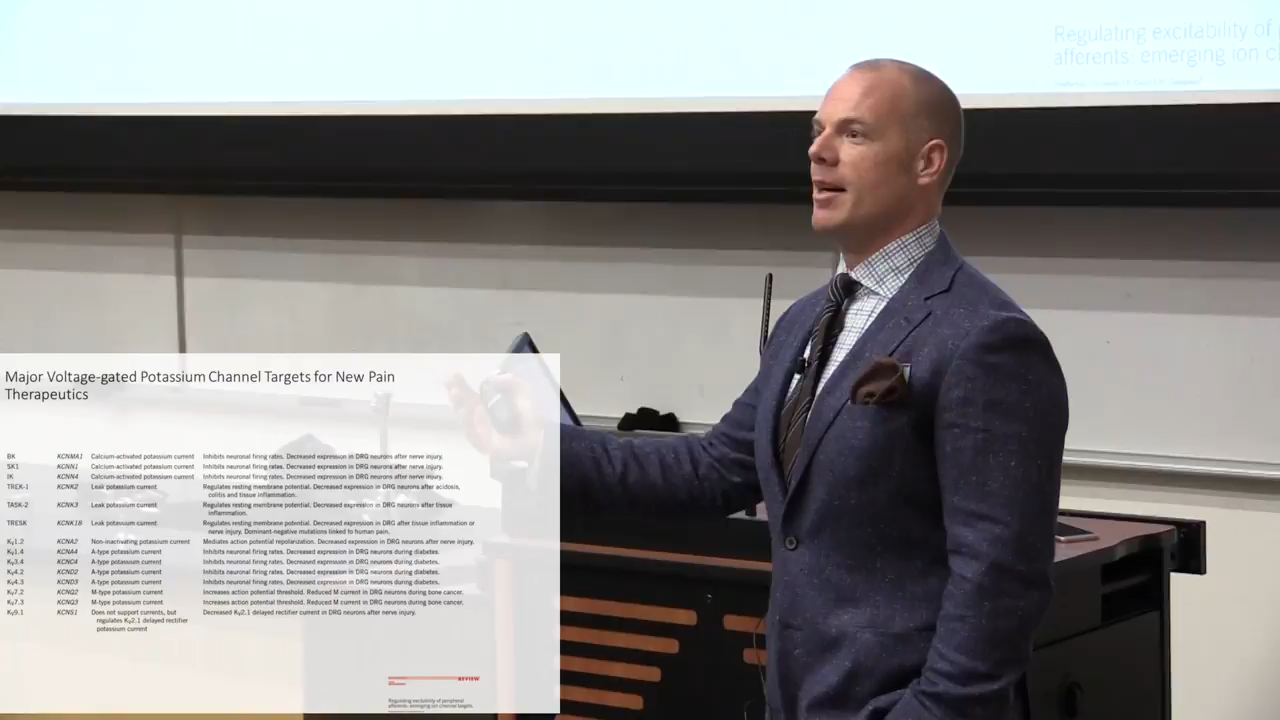 Regulating excitability of
afferents: emerging ion
Major Voltage-gated Potassium Channel Targets for New Pain
Therapeutics
BK KCNMA1 Calcium-activated potassium current Inhibits neuronal firing rates. Decreased expression in DRG neurons after nerve injury.
SK1 KCNN1 Calcium-activated potassium current Inhibits neuronal firing rates. Decreased expression in DRG neurons after nerve injury.
IK KCNN4 Calcium-activated potassium current Inhibits neuronal firing rates. Decreased expression in DRG neurons after nerve injury.
TREK-1 KCNK2 Leak potassium current Regulates resting membrane potential. Decreased expression in DRG neurons after acidosis,
colitis and tissue inflammation.
TASK-2 KCNK3 Leak potassium current Regulates resting membrane potential. Decreased expression in DRG neurons after tissue
inflammation.
TRESK KCNK18 Leak potassium current Regulates resting membrane potential. Decreased expression in DRG after tissue inflammation or
nerve injury. Dominant-negative mutations linked to human pain.
KV1.2 KCNA2 Non-inactivating potassium current Mediates action potential repolarization. Decreased expression in DRG neurons after nerve injury.
KV1.4 KCNA4 A-type potassium current Inhibits neuronal firing rates. Decreased expression in DRG neurons during diabetes.
KV3.4 KCNC4 A-type potassium current Inhibits neuronal firing rates. Decreased expression in DRG neurons during diabetes.
KV4.2 KCND2 A-type potassium current Inhibits neuronal firing rates. Decreased expression in DRG neurons during diabetes.
KV4.3 KCND3 A-type potassium current Inhibits neuronal firing rates. Decreased expression in DRG neurons during diabetes.
KV7.2 KCNQ2 M-type potassium current Increases action potential threshold. Reduced M current in DRG neurons during bone cancer.
KV7.3 KCNQ3 M-type potassium current Increases action potential threshold. Reduced M current in DRG neurons during bone cancer.
KV9.1 KCNS1 Does not support currents, but Decreased KV2.1 delayed rectifier current in DRG neurons after nerve injury.
regulates KV2.1 delayed rectifier
potassium current
REVIEW
Regulating excitability of peripheral
afferents: emerging ion channel targets